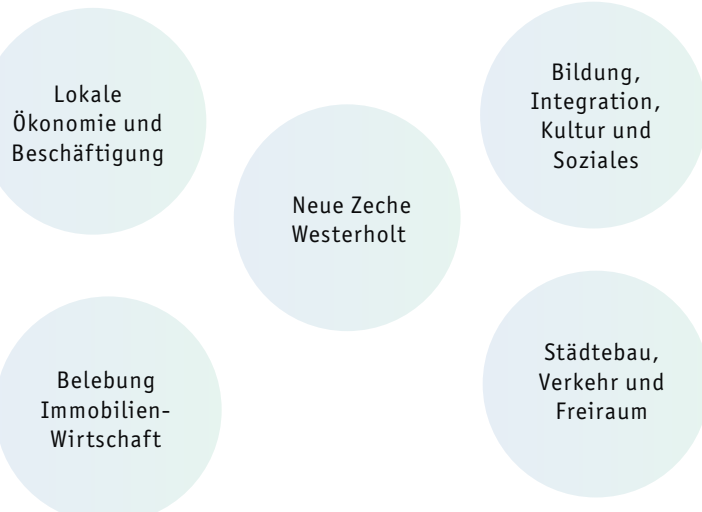 Lokale
Ökonomie und
Beschäftigung
Bildung,
Integration,
Kultur und
Soziales
Neue Zeche
Westerholt
Belebung
Immobilien-
Wirtschaft
Städtebau,
Verkehr und
Freiraum